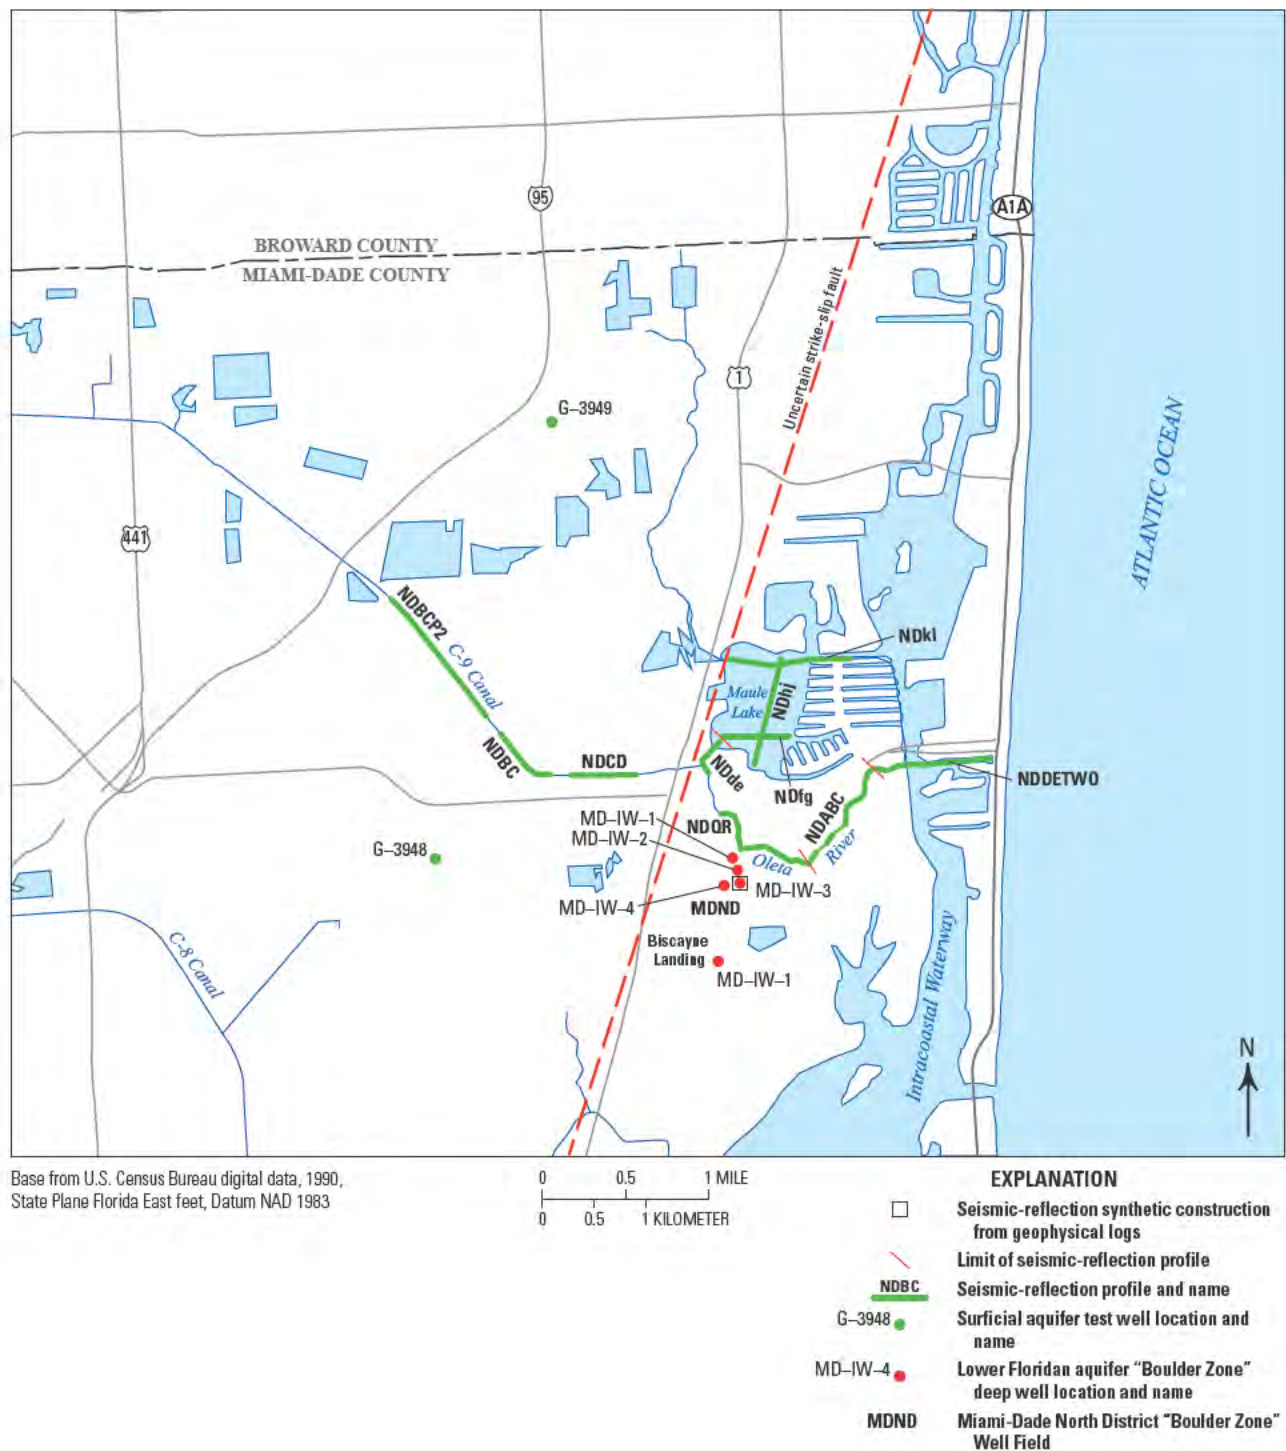 95
A1A
BROWARD COUNTY
MIAMI-DADE COUNTY
Uncertain strike-slip fault
1
G–3949
ATLANTIC OCEAN
441
NDBCP2
C-9 Canal
NDkl
Maule
Lake
NDhj
NDBC
NDCD
NDde
NDfg
NDDETWO
NDABC
MD–IW–1
NDQR
MD–IW–2
G–3948
Oleta
River
MD–IW–3
MD–IW–4
MDND
Biscayne
Landing
MD–IW–1
C-8 Canal
Intracoastal Waterway
N
Base from U.S. Census Bureau digital data, 1990,
State Plane Florida East feet, Datum NAD 1983
0 0.5 1 MILE
0 0.5 1 KILOMETER
EXPLANATION
Seismic-reflection synthetic construction
from geophysical logs
Limit of seismic-reflection profile
NDBC Seismic-reflection profile and name
G–3948 Surficial aquifer test well location and
name
MD–IW–4 Lower Floridan aquifer “Boulder Zone”
deep well location and name
MDND Miami-Dade North District “Boulder Zone”
Well Field